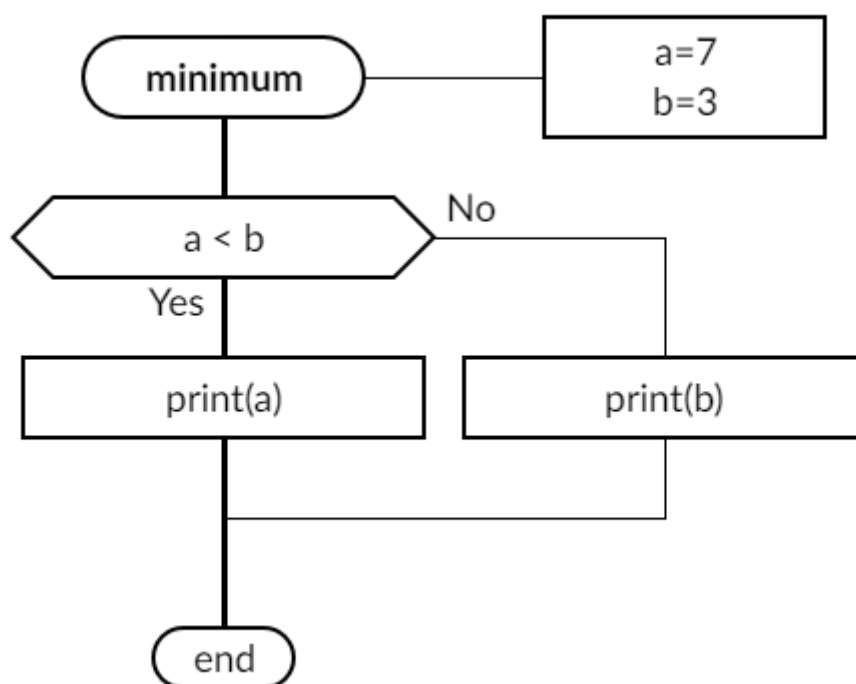 minimum
a=7
b=3
a < b
No
Yes
print(a)
print(b)
end